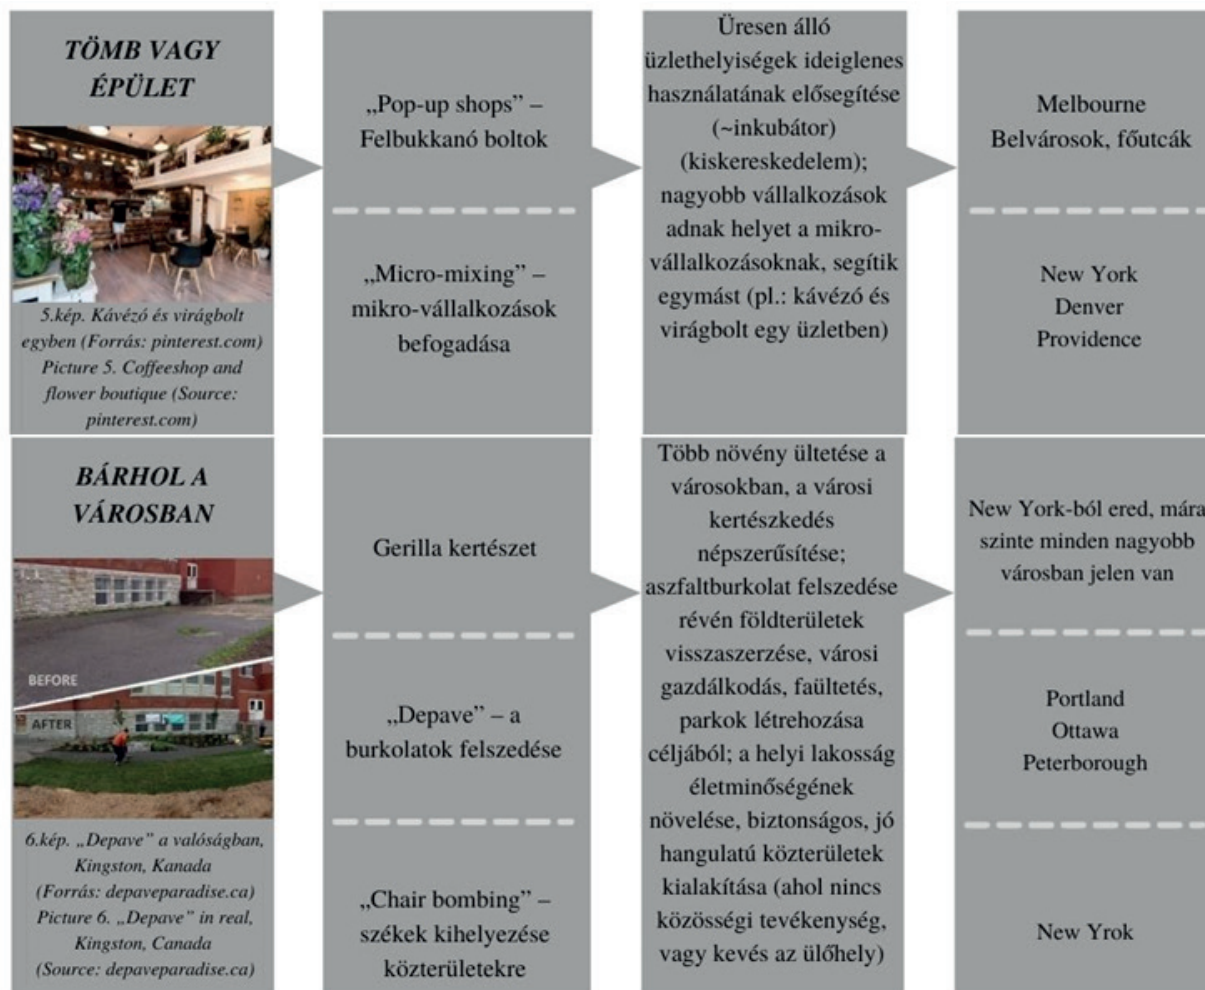 TÖMB VAGY
ÉPÜLET
5.kép. Kávézó és virágbolt
egyben (Forrás: pinterest.com)
Picture 5. Coffeeshop and
flower boutique (Source:
pinterest.com)
„Pop-up shops” –
Felbukkanó boltok
„Micro-mixing” –
mikro-vállalkozások
befogadása
Üresen álló
üzlethelyiségek ideiglenes
használatának elősegítése
(~inkubátor)
(kiskereskedelem);
nagyobb vállalkozások
adnak helyet a mikro-
vállalkozásoknak, segítik
egymást (pl.: kávézó és
virágbolt egy üzletben)
Melbourne
Belvárosok, főutcák
New York
Denver
Providence
BÁRHOL A
VÁROSBAN
BEFORE
AFTER
6.kép. „Depave” a valóságban,
Kingston, Kanada
(Forrás: depaveparadise.ca)
Picture 6. „Depave” in real,
Kingston, Canada
(Source: depaveparadise.ca)
Gerilla kertészet
„Depave” – a
burkolatok felszedése
„Chair bombing” –
székek kihelyezése
közterületekre
Több növény ültetése a
városokban, a városi
kertészkedés
népszerűsítése;
aszfaltburkolat felszedése
révén földterületek
visszaszerzése, városi
gazdálkodás, faültetés,
parkok létrehozása
céljából; a helyi lakosság
életminőségének
növelése, biztonságos, jó
hangulatú közterületek
kialakítása (ahol nincs
közösségi tevékenység,
vagy kevés az ülőhely)
New York-ból ered, mára
szinte minden nagyobb
városban jelen van
Portland
Ottawa
Peterborough
New Yrok